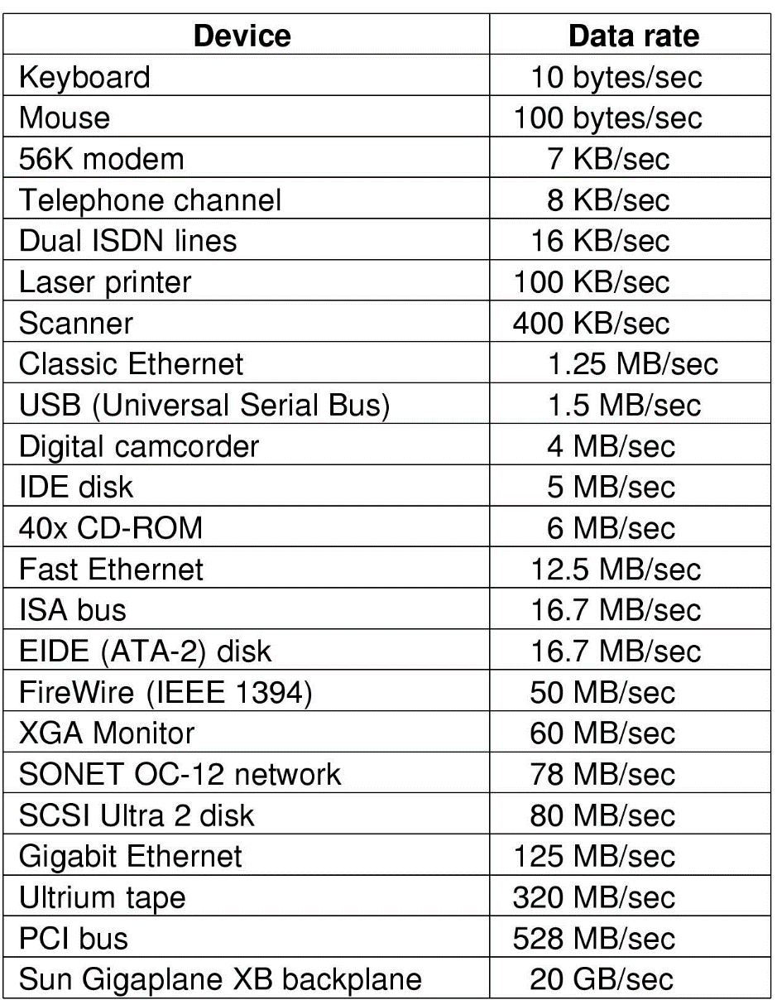 Device Data rate
Keyboard 10 bytes/sec
Mouse 100 bytes/sec
56K modem 7 KB/sec
Telephone channel 8 KB/sec
Dual ISDN lines 16 KB/sec
Laser printer 100 KB/sec
Scanner 400 KB/sec
Classic Ethernet 1.25 MB/sec
USB (Universal Serial Bus) 1.5 MB/sec
Digital camcorder 4 MB/sec
IDE disk 5 MB/sec
40x CD-ROM 6 MB/sec
Fast Ethernet 12.5 MB/sec
ISA bus 16.7 MB/sec
EIDE (ATA-2) disk 16.7 MB/sec
FireWire (IEEE 1394) 50 MB/sec
XGA Monitor 60 MB/sec
SONET OC-12 network 78 MB/sec
SCSI Ultra 2 disk 80 MB/sec
Gigabit Ethernet 125 MB/sec
Ultrium tape 320 MB/sec
PCI bus 528 MB/sec
Sun Gigaplane XB backplane 20 GB/sec